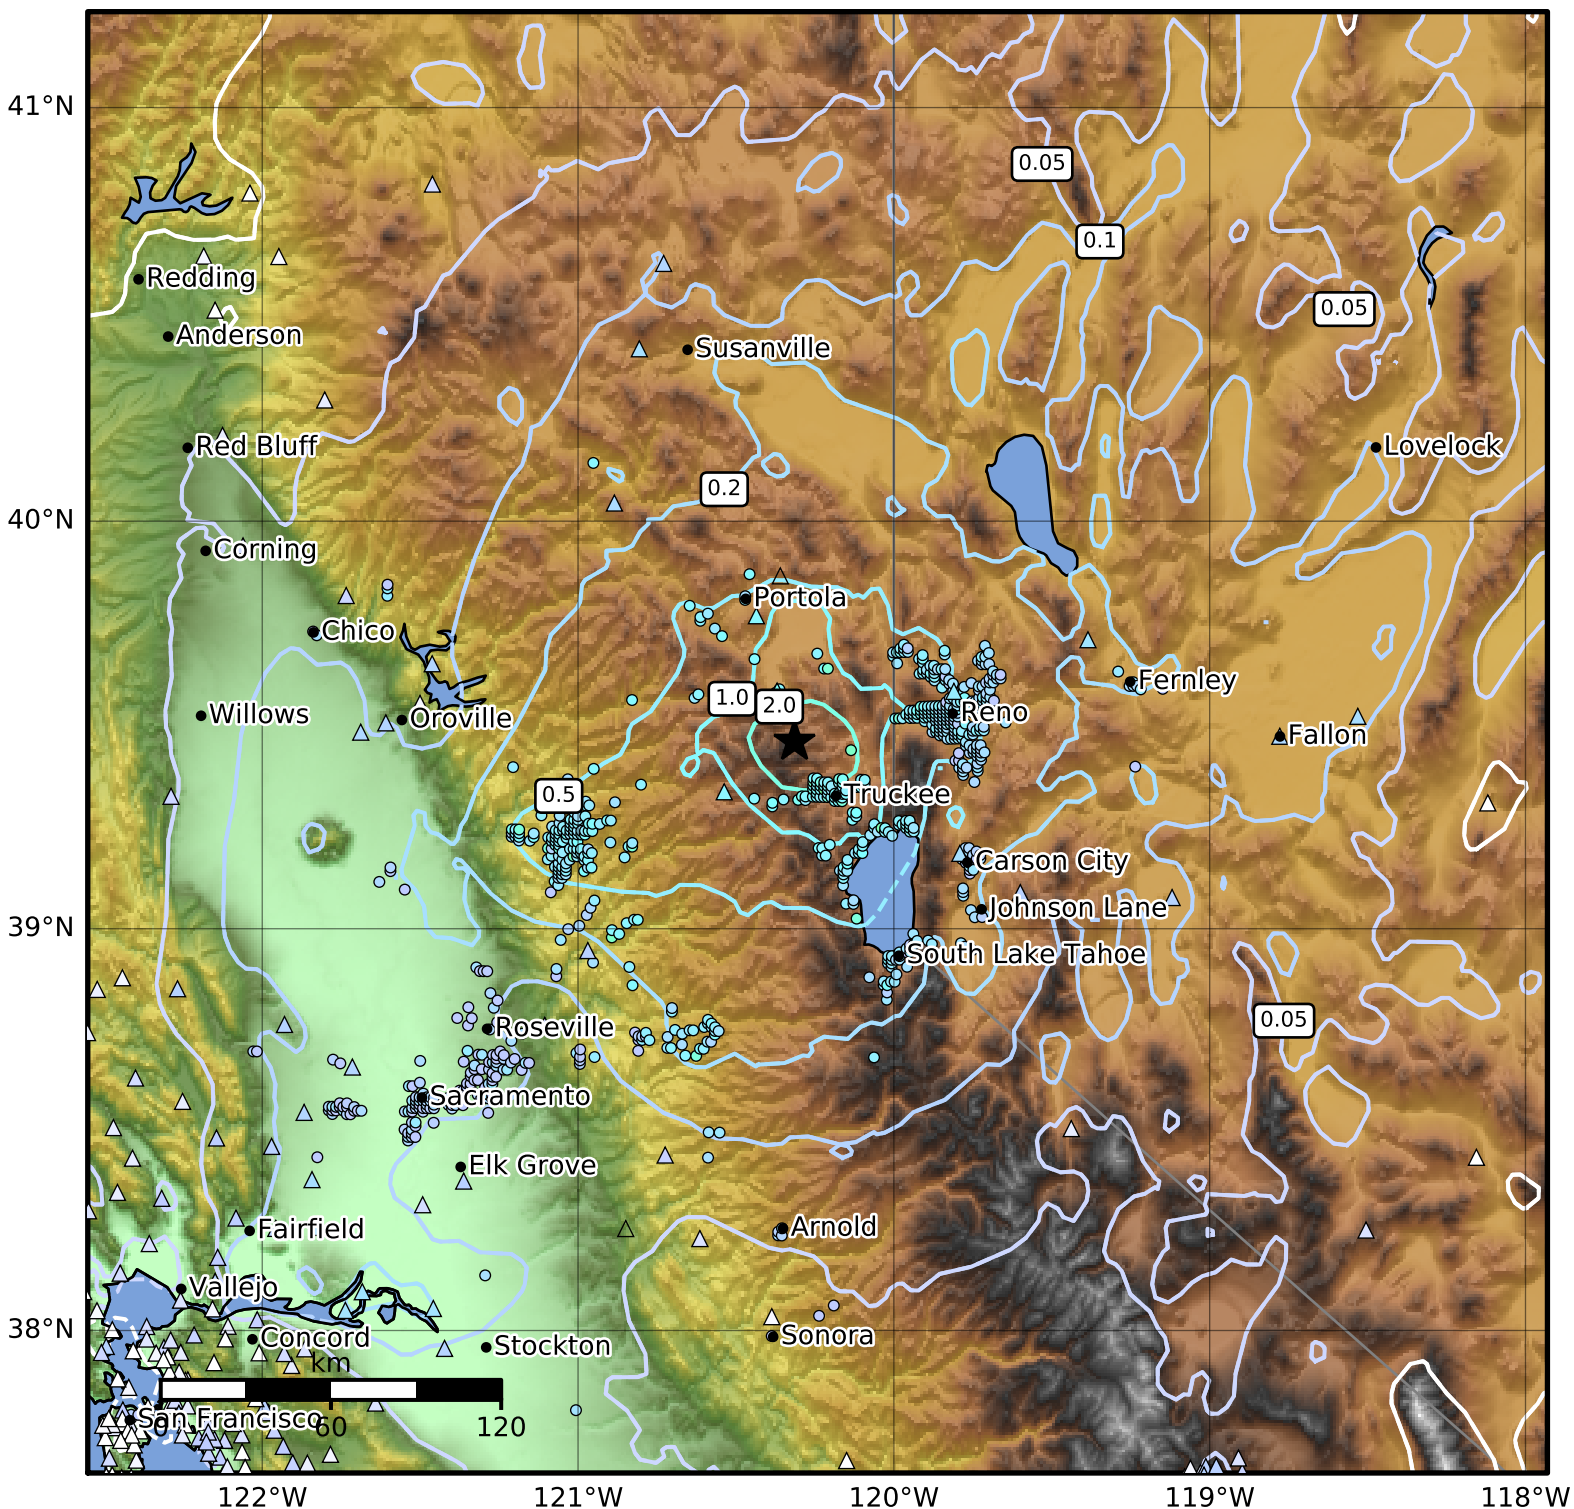 41°N
0.05
0.1
Redding
0.05
Anderson
Susanville
Red Bluff
Lovelock
0.2
40°N
Corning
Portola
Chico
Fernley
1.0
2.0
Willows
Oroville
Reno
Fallon
0.5
Truckee
Carson City
Johnson Lane
39°N
South Lake Tahoe
0.05
Roseville
Sacramento
Elk Grove
Fairfield
Arnold
Vallejo
38°N
Concord
Stockton
Sonora
km
San Francisco
0
60
120
122°W
121°W
120°W
119°W
118°W